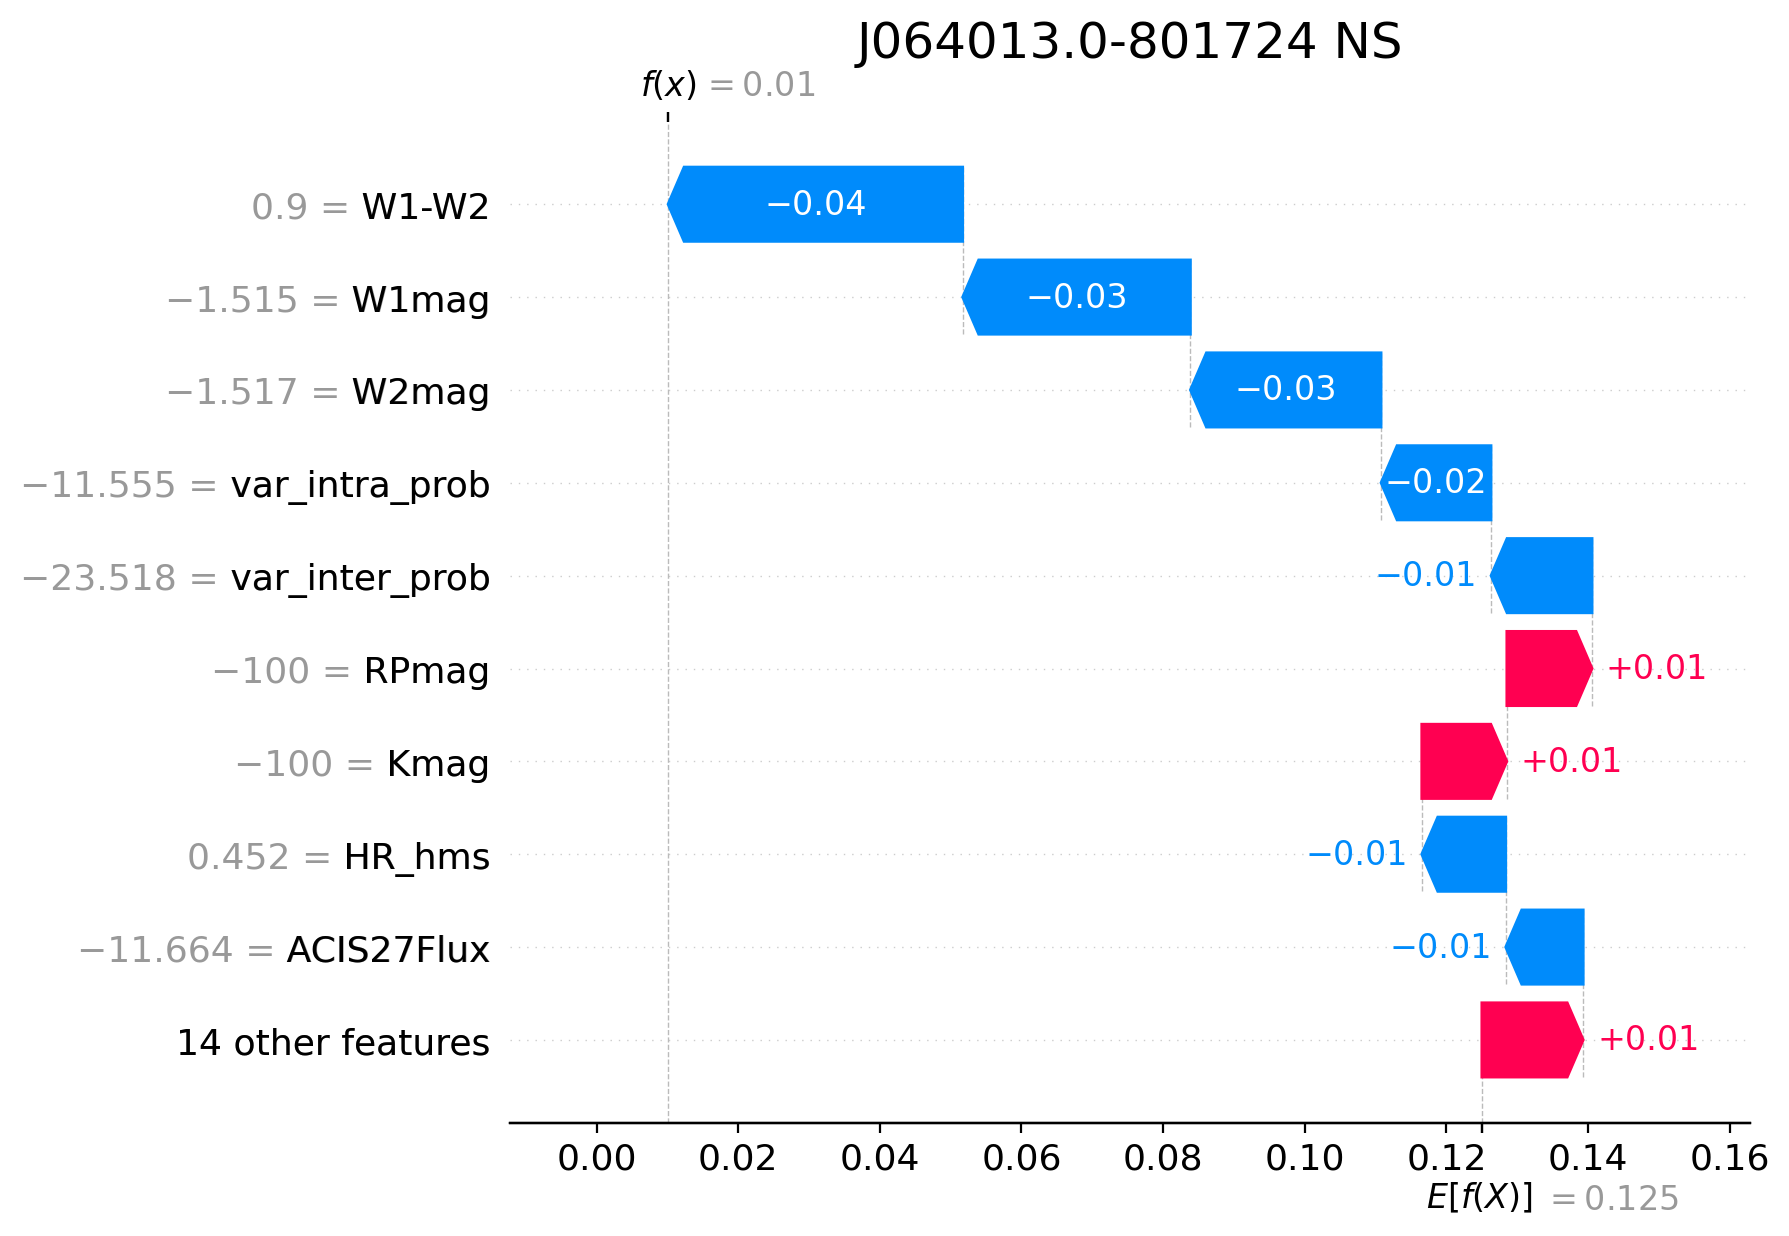 J064013.0-801724 NS
f(x) = 0.01
0.9 = W1-W2
−0.04
−1.515 = W1mag
−0.03
−1.517 = W2mag
−0.03
−11.555 = var_intra_prob
−0.02
−23.518 = var_inter_prob
−0.01
−100 = RPmag
+0.01
−100 = Kmag
+0.01
0.452 = HR_hms
−0.01
−11.664 = ACIS27Flux
−0.01
14 other features
+0.01
0.00 0.02 0.04 0.06 0.08 0.10 0.12 0.14 0.16
E[f(X)] = 0.125